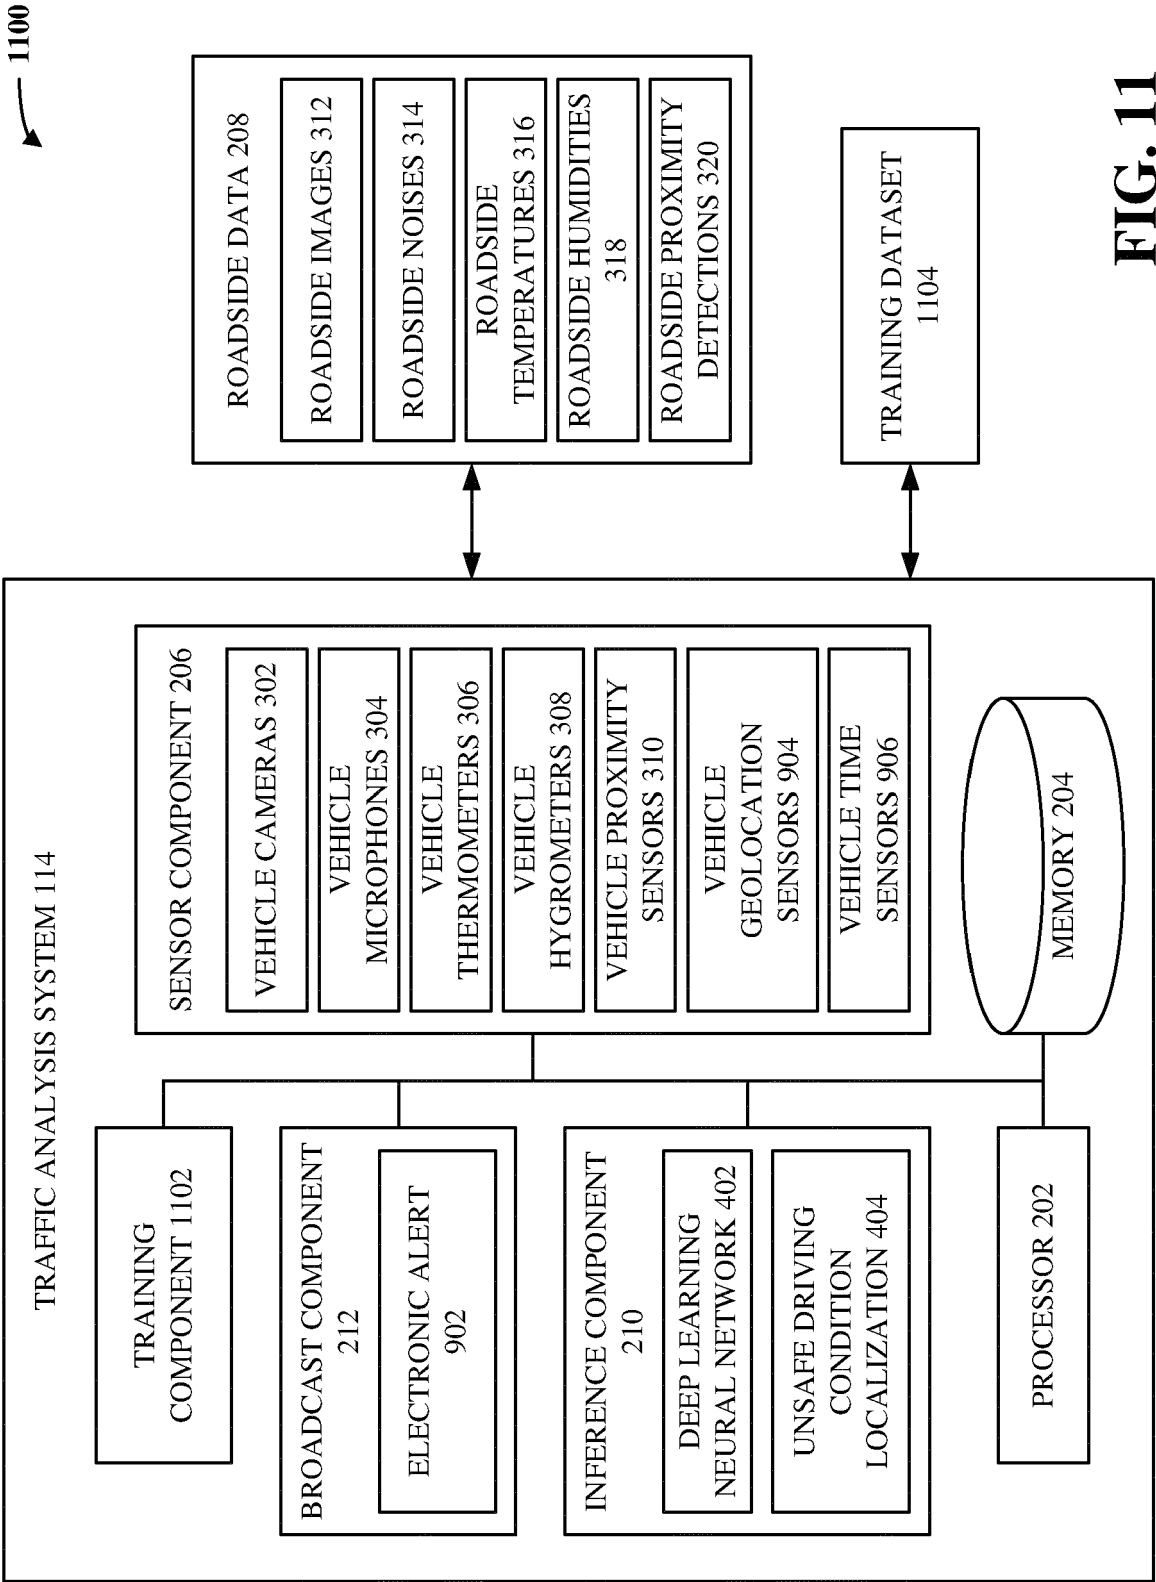 1100
TRAFFIC ANALYSIS SYSTEM 114
TRAINING
COMPONENT 1102
BROADCAST COMPONENT
212
ELECTRONIC ALERT
902
INFERENCE COMPONENT
210
DEEP LEARNING
NEURAL NETWORK 402
UNSAFE DRIVING
CONDITION
LOCALIZATION 404
PROCESSOR 202
SENSOR COMPONENT 206
VEHICLE CAMERAS 302
VEHICLE
MICROPHONES 304
VEHICLE
THERMOMETERS 306
VEHICLE
HYGROMETERS 308
VEHICLE PROXIMITY
SENSORS 310
VEHICLE
GEOLOCATION
SENSORS 904
VEHICLE TIME
SENSORS 906
MEMORY 204
ROADSIDE DATA 208
ROADSIDE IMAGES 312
ROADSIDE NOISES 314
ROADSIDE
TEMPERATURES 316
ROADSIDE HUMIDITIES
318
ROADSIDE PROXIMITY
DETECTIONS 320
TRAINING DATASET
1104
FIG. 11